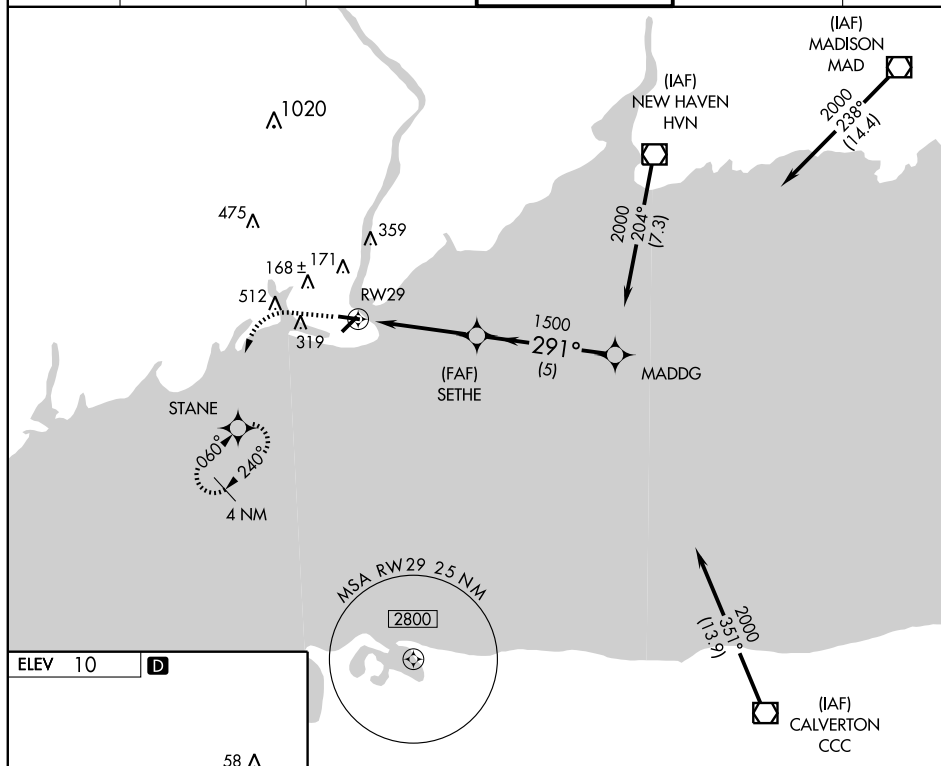 (IAF)
MADISON
MAD
2000
238°
(14.4)
(IAF)
NEW HAVEN
HVN
2000
204°
(7.3)
1020
475
359
171
168 ±
512
319
RW29
1500
291°
(5)
(FAF)
SETHE
MADDG
STANE
060°
240°
4 NM
MSA RW29 25 NM
2800
2000
351°
(13.9)
(IAF)
CALVERTON
CCC
ELEV 10 D
58